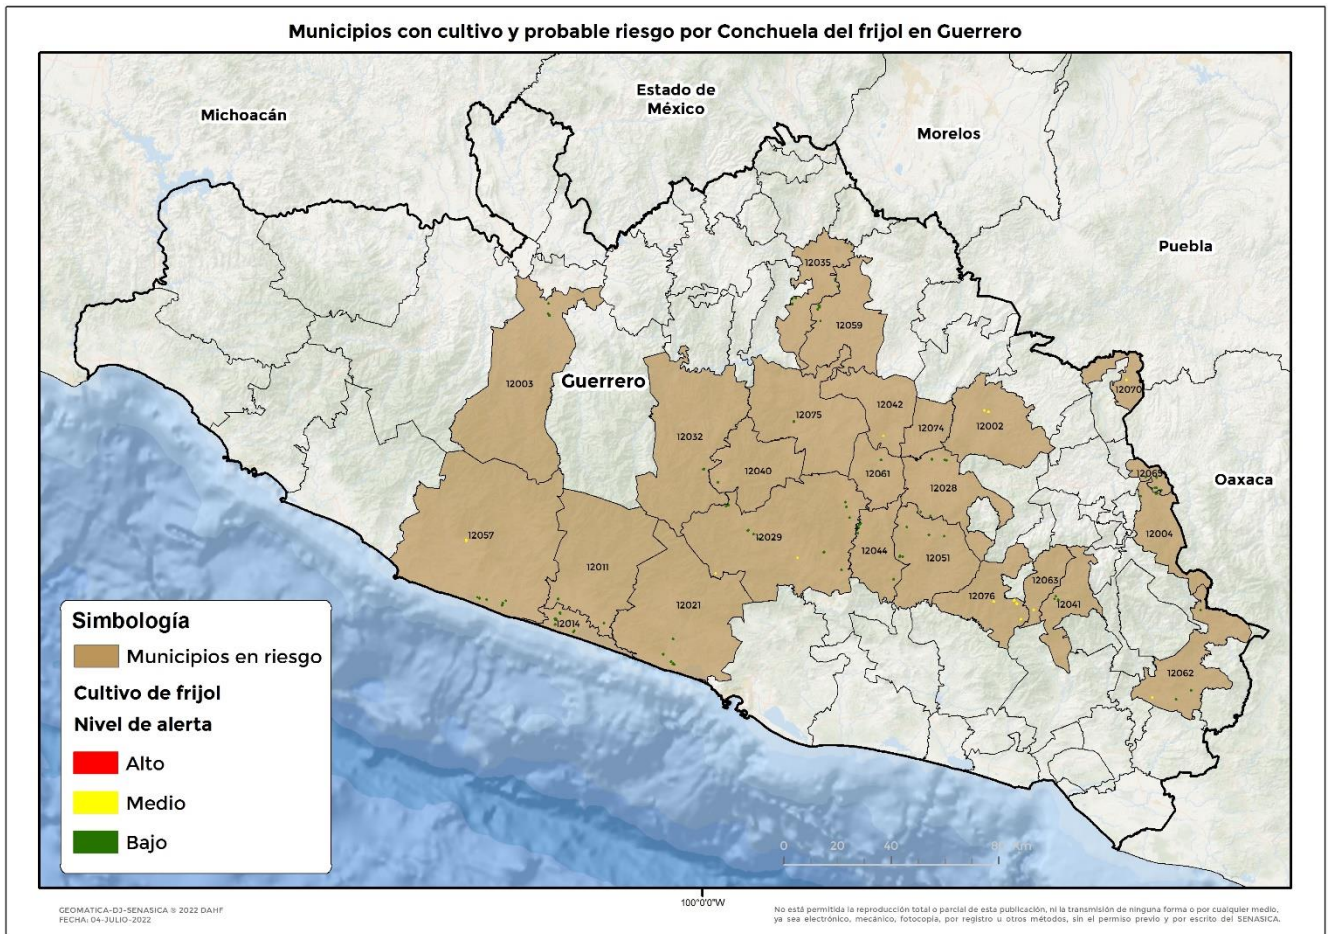 Municipios con cultivo y probable riesgo por Conchuela del frijol en Guerrero
Michoacán
Estado de
México
Morelos
Puebla
12035
12059
12003
Guerrero
12070
12042
12075
12074
12002
12032
12040
12061
12065
12028
Oaxaca
12057
12029
12004
12044
12051
12011
12063
12076
12041
12021
12014
12062
Simbología
Municipios en riesgo
Cultivo de frijol
Nivel de alerta
Alto
Medio
Bajo
0 20 40 80 Km
100°0'0"W
GEOMATICA-DJ-SENASICA © 2022 DAHF
FECHA: 04-JULIO-2022
No está permitida la reproducción total o parcial de esta publicación, ni la transmisión de ninguna forma o por cualquier medio,
ya sea electrónico, mecánico, fotocopia, por registro u otros métodos, sin el permiso previo y por escrito del SENASICA.